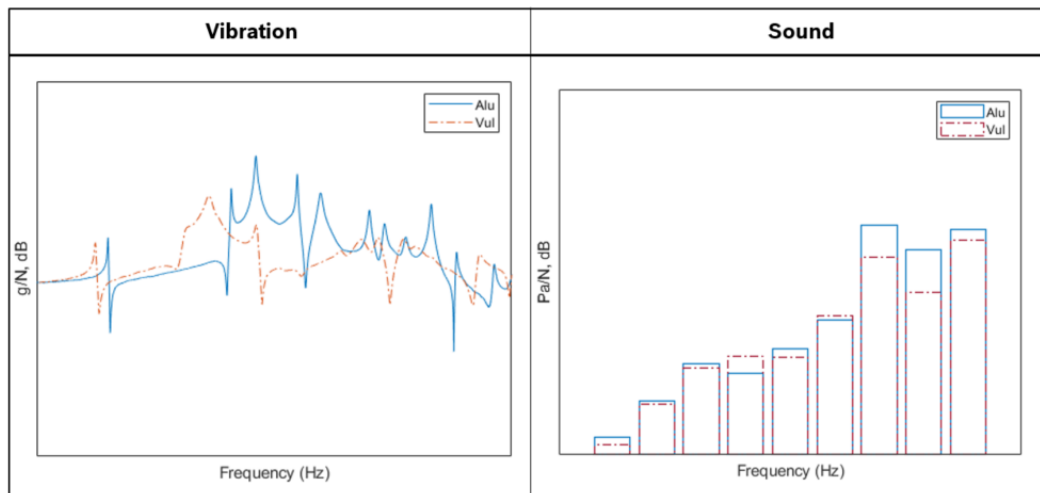 Vibration
Sound
Alu
Vul
g/N, dB
Frequency (Hz)
Alu
Vul
Pa/N, dB
Frequency (Hz)